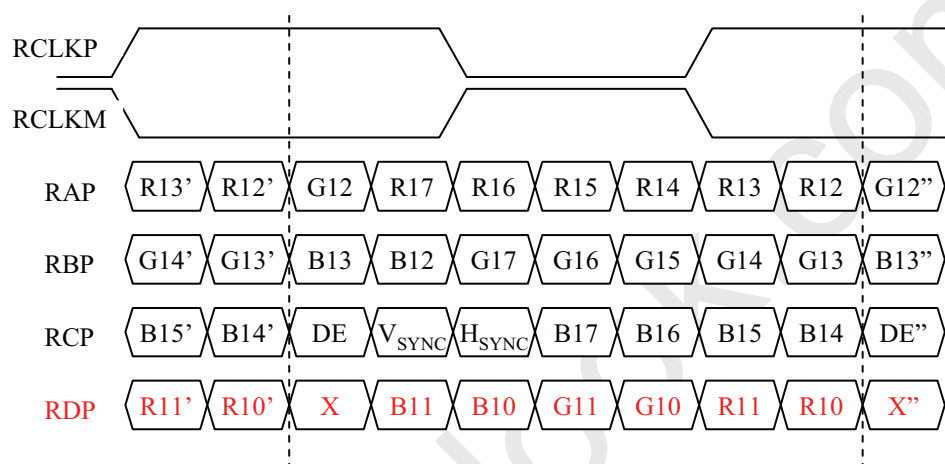 RCLKP
RCLKM
RAP R13’ R12’ G12 R17 R16 R15 R14 R13 R12 G12”
RBP G14’ G13’ B13 B12 G17 G16 G15 G14 G13 B13”
RCP B15’ B14’ DE VSYNC HSYNC B17 B16 B15 B14 DE”
RDP R11’ R10’ X B11 B10 G11 G10 R11 R10 X”